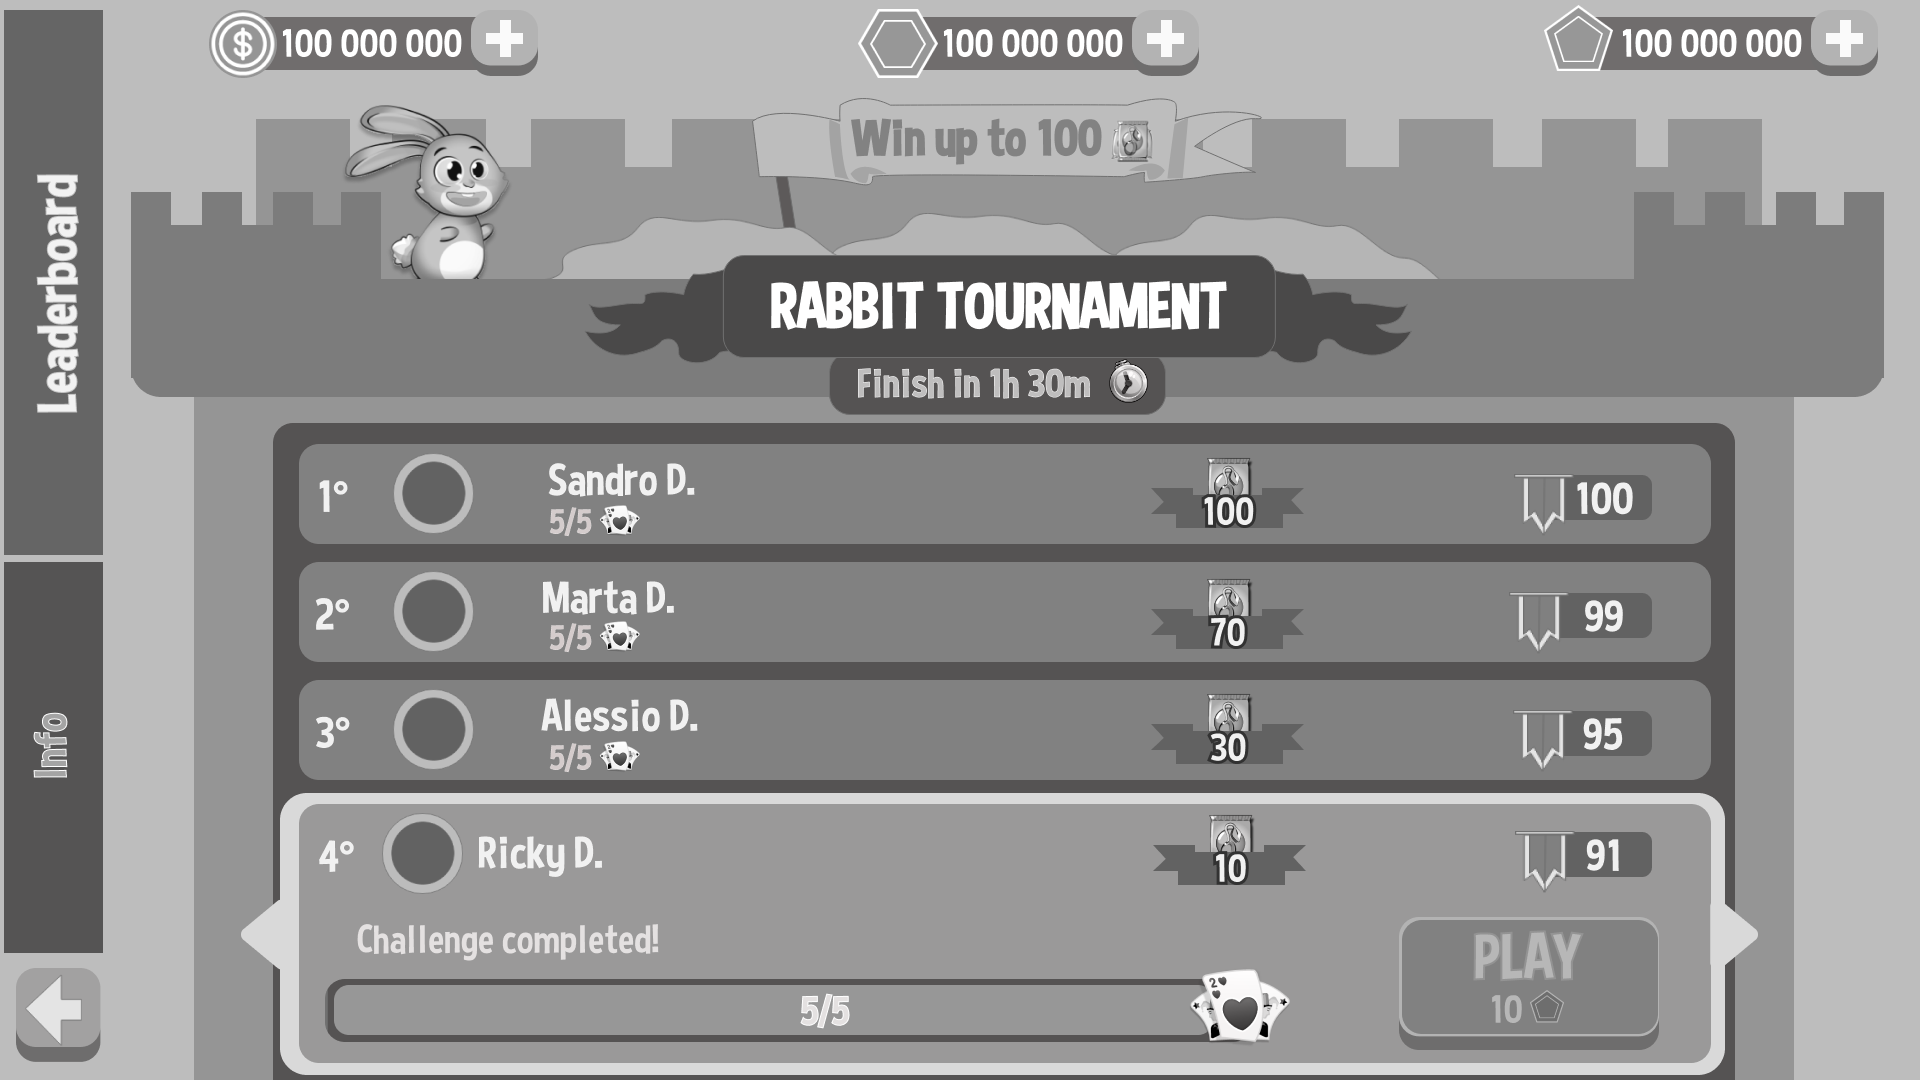 100 000 000
100 000 000
100 000 000
Win up to 100
RABBIT TOURNAMENT
Finish in 1h 30m
Leaderboard
Info
1° Sandro D. 100 100
5/5
2° Marta D. 70 99
5/5
3° Alessio D. 30 95
5/5
4° Ricky D. 10 91
Challenge completed!
5/5
2
PLAY
10